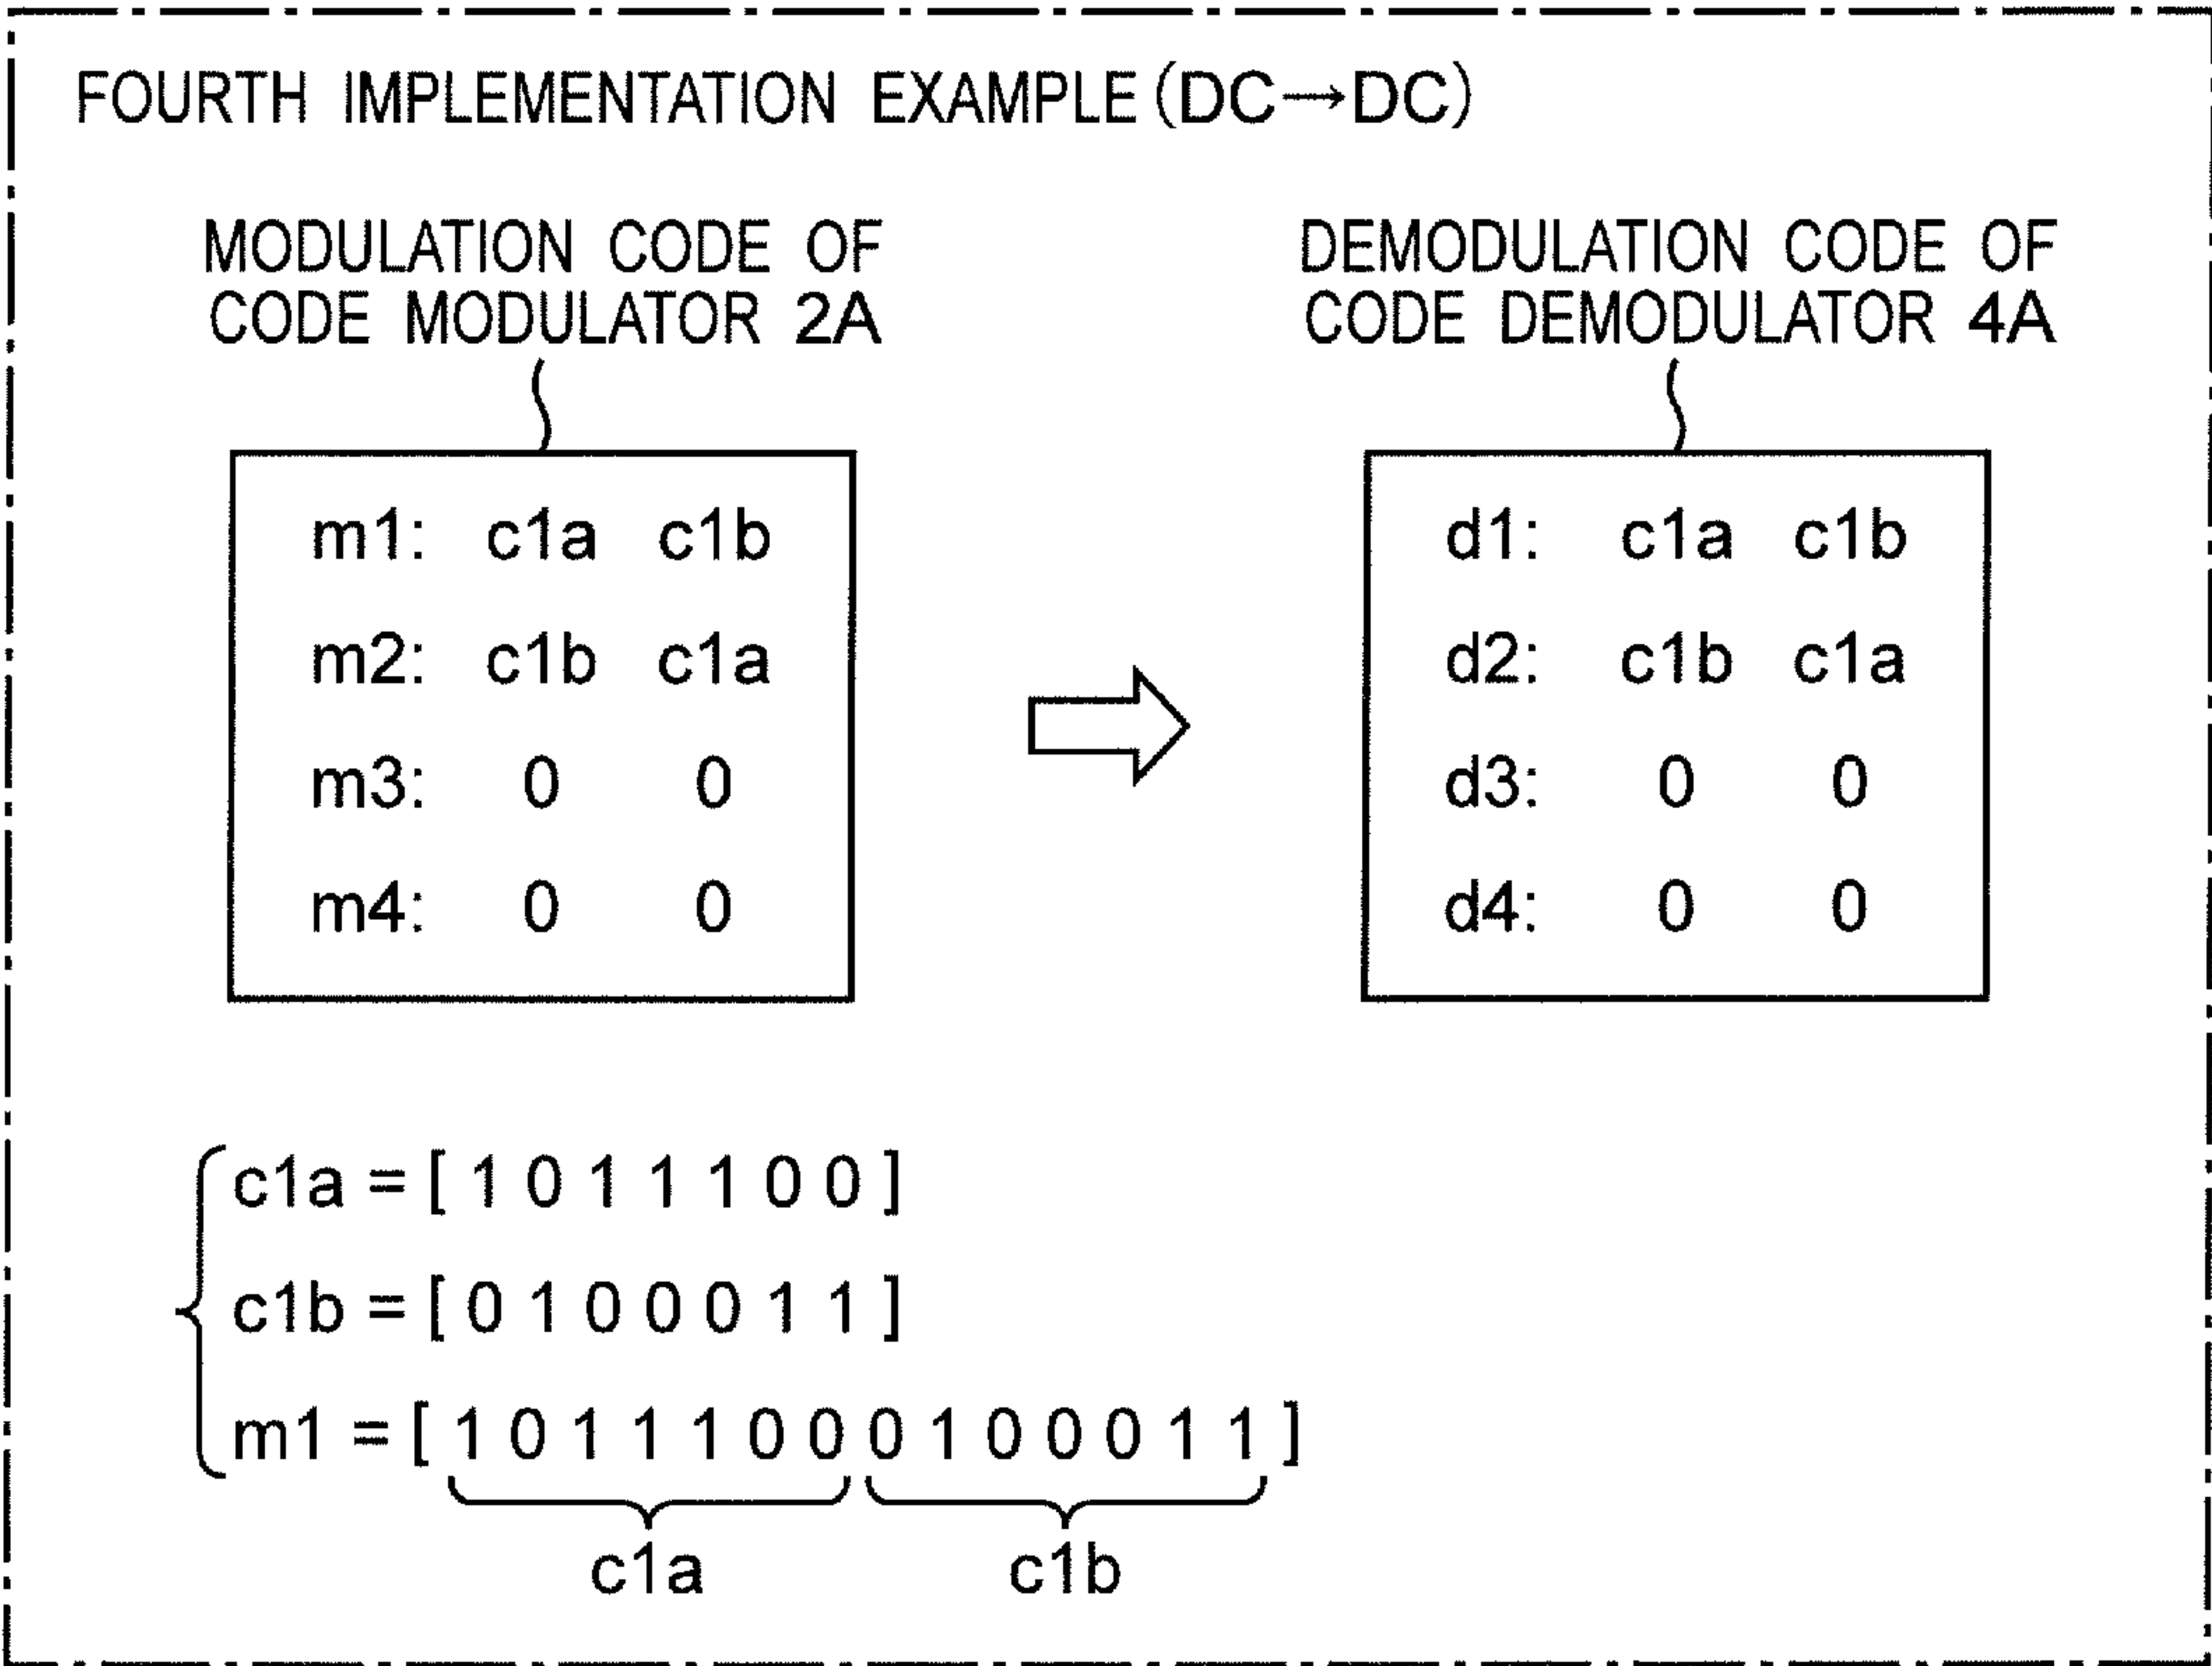 FOURTH IMPLEMENTATION EXAMPLE (DC→DC)
MODULATION CODE OF
CODE MODULATOR 2A
m1: c1a c1b
m2: c1b c1a
m3: 0 0
m4: 0 0
DEMODULATION CODE OF
CODE DEMODULATOR 4A
d1: c1a c1b
d2: c1b c1a
d3: 0 0
d4: 0 0
c1a = [ 1 0 1 1 1 0 0 ]
c1b = [ 0 1 0 0 0 1 1 ]
m1 = [ 1 0 1 1 1 0 0 0 1 0 0 0 1 1 ]
c1a c1b